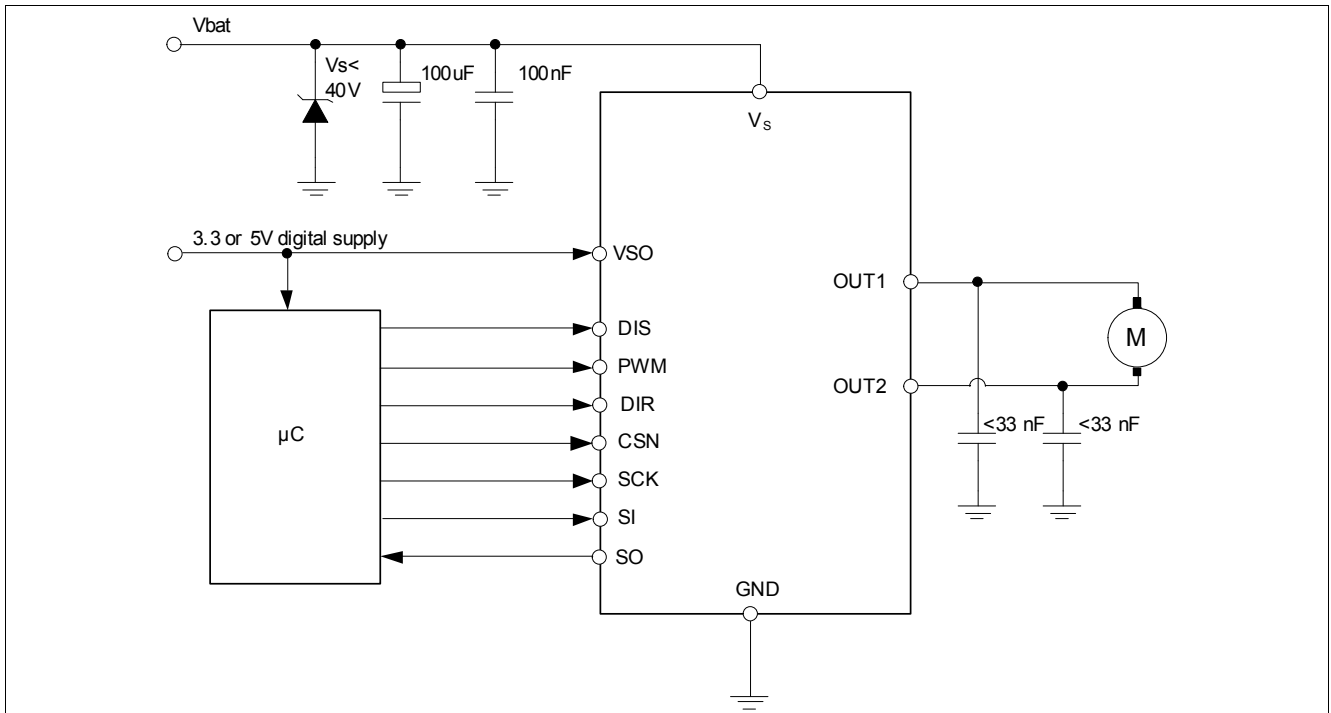 Vbat
Vs<
40V
100uF
100nF
V_S
3.3 or 5V digital supply
VSO
OUT1
DIS
M
PWM
OUT2
DIR
µC
CSN
<33 nF
<33 nF
SCK
SI
SO
GND